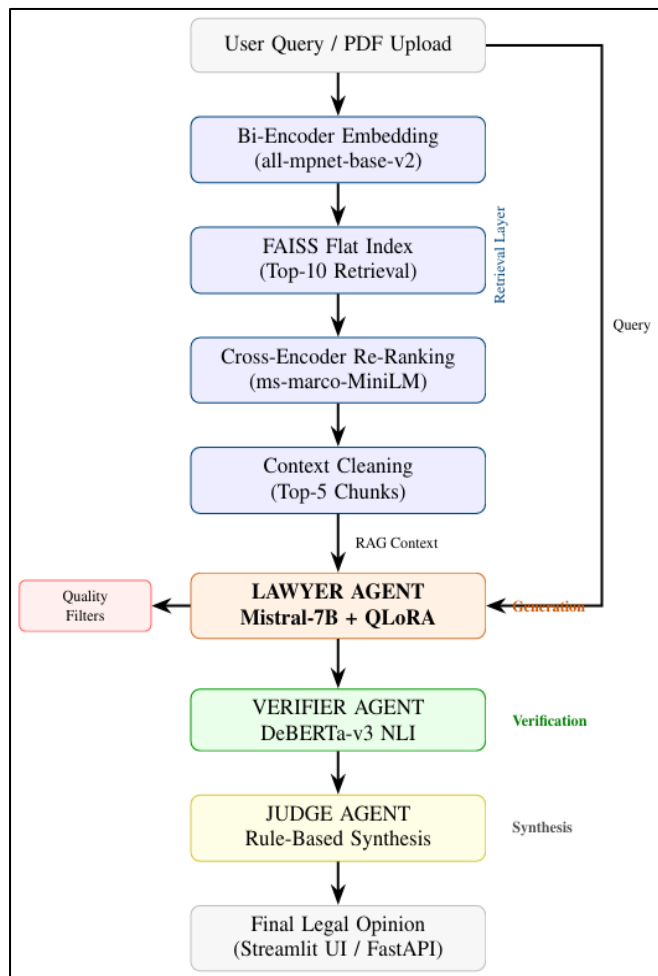 User Query / PDF Upload
Bi-Encoder Embedding
(all-mpnet-base-v2)
FAISS Flat Index
(Top-10 Retrieval)
Retrieval Layer
Query
Cross-Encoder Re-Ranking
(ms-marco-MiniLM)
Context Cleaning
(Top-5 Chunks)
RAG Context
Quality
Filters
LAWYER AGENT
Mistral-7B + QLoRA
Generation
VERIFIER AGENT
DeBERTa-v3 NLI
Verification
JUDGE AGENT
Rule-Based Synthesis
Synthesis
Final Legal Opinion
(Streamlit UI / FastAPI)